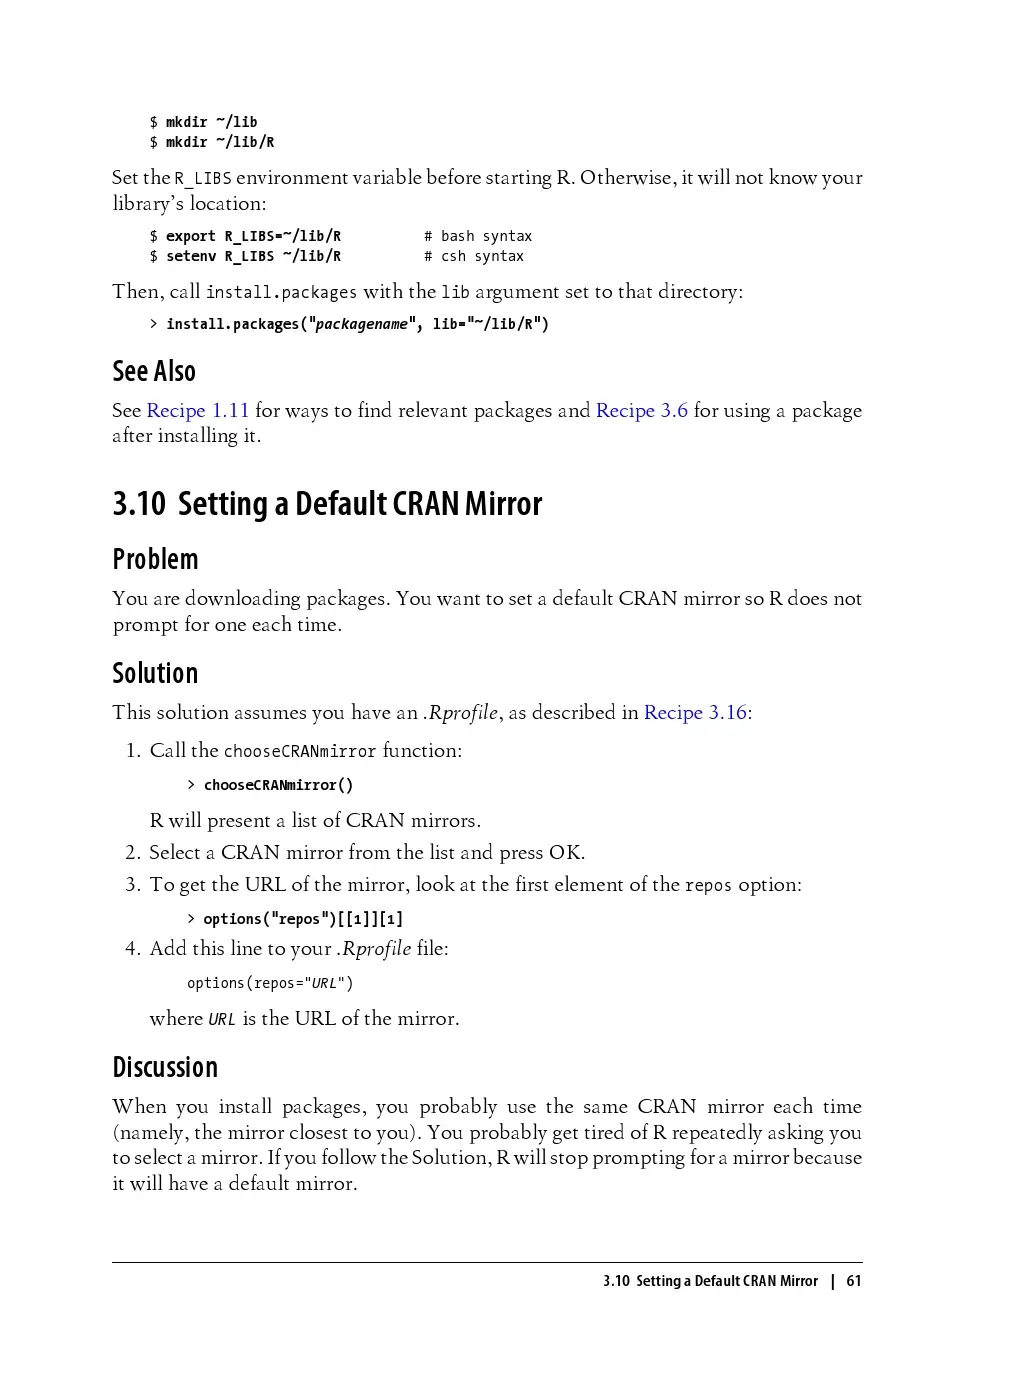 $ mkdir ~/lib
$ mkdir ~/lib/R
Set the R_LIBS environment variable before starting R. Otherwise, it will not know your
library’s location:
$ export R_LIBS=~/lib/R # bash syntax
$ setenv R_LIBS ~/lib/R # csh syntax
Then, call install.packages with the lib argument set to that directory:
> install.packages("packagename", lib="~/lib/R")
See Also
See Recipe 1.11 for ways to find relevant packages and Recipe 3.6 for using a package
after installing it.
3.10 Setting a Default CRAN Mirror
Problem
You are downloading packages. You want to set a default CRAN mirror so R does not
prompt for one each time.
Solution
This solution assumes you have an .Rprofile, as described in Recipe 3.16:
1. Call the chooseCRANmirror function:
> chooseCRANmirror()
R will present a list of CRAN mirrors.
2. Select a CRAN mirror from the list and press OK.
3. To get the URL of the mirror, look at the first element of the repos option:
> options("repos")[[1]][1]
4. Add this line to your .Rprofile file:
options(repos="URL")
where URL is the URL of the mirror.
Discussion
When you install packages, you probably use the same CRAN mirror each time
(namely, the mirror closest to you). You probably get tired of R repeatedly asking you
to select a mirror. If you follow the Solution, R will stop prompting for a mirror because
it will have a default mirror.
3.10 Setting a Default CRAN Mirror | 61